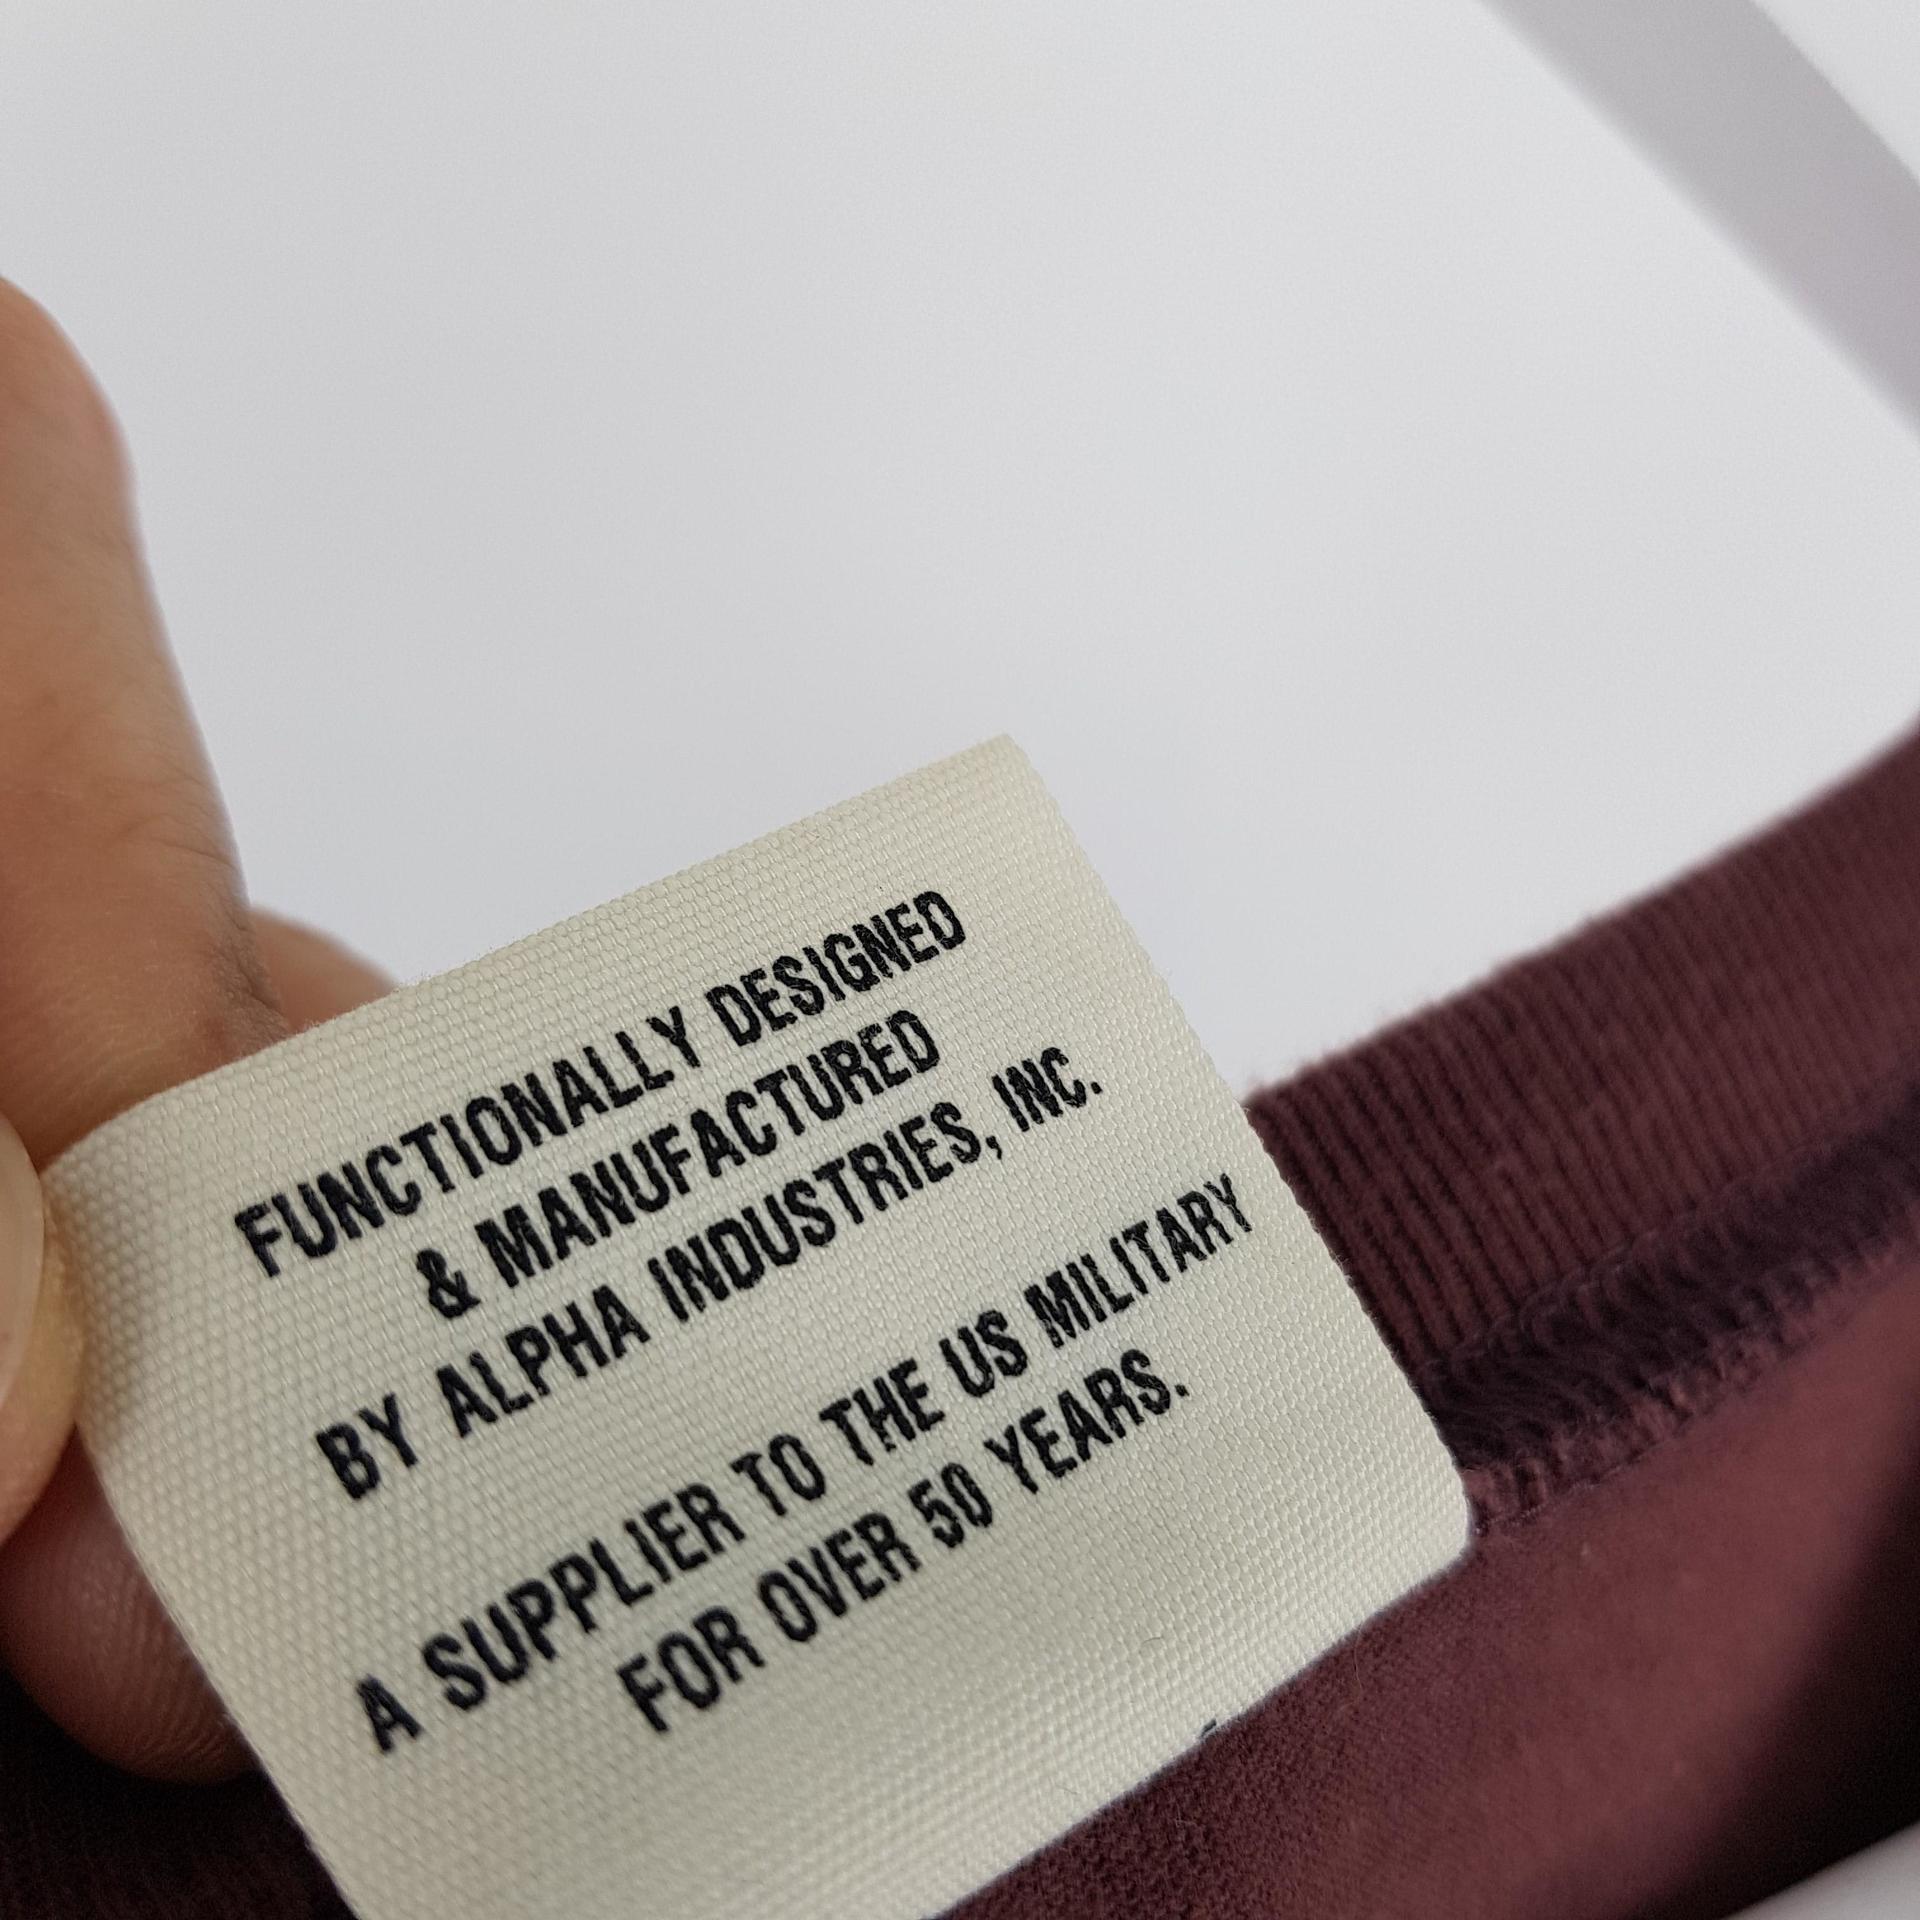 FUNCTIONALLY DESIGNED
& MANUFACTURED
BY ALPHA INDUSTRIES, INC.
A SUPPLIER TO THE US MILITARY
FOR OVER 50 YEARS.